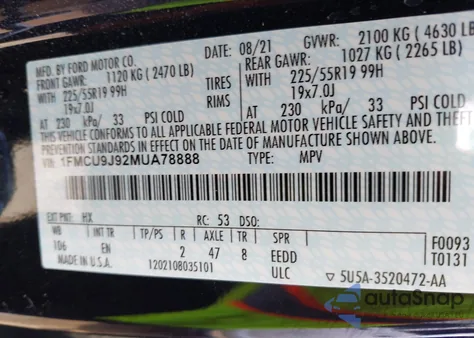 MFD. BY FORD MOTOR CO. DATE: 08/21 GVWR: 2100 KG ( 4630 LB
FRONT GAWR: 1120 KG ( 2470 LB) REAR GAWR: 1027 KG ( 2265 LB)
WITH 225/55R19 99H TIRES WITH 225/55R19 99H
19x7.0J RIMS 19x7.0J
AT 230 kPa/ 33 PSI COLD AT 230 kPa/ 33 PSI COLD
THIS VEHICLE CONFORMS TO ALL APPLICABLE FEDERAL MOTOR VEHICLE SAFETY AND
THEFT PREVENTION STANDARDS IN EFFECT ON THE DATE OF MANUFACTURE SHOWN ABOVE.
VIN: 1FMCU9J92MUA78888 TYPE: MPV
EXT PNT: HX RC: 53 DSO:
WB INT TR TP/PS R AXLE TR SPR F0093
106 EN 2 47 8 EEDD T0131
MADE IN U.S.A. 1202108035101 ULC ▽ 5U5A-3520472-AA
autoSnap